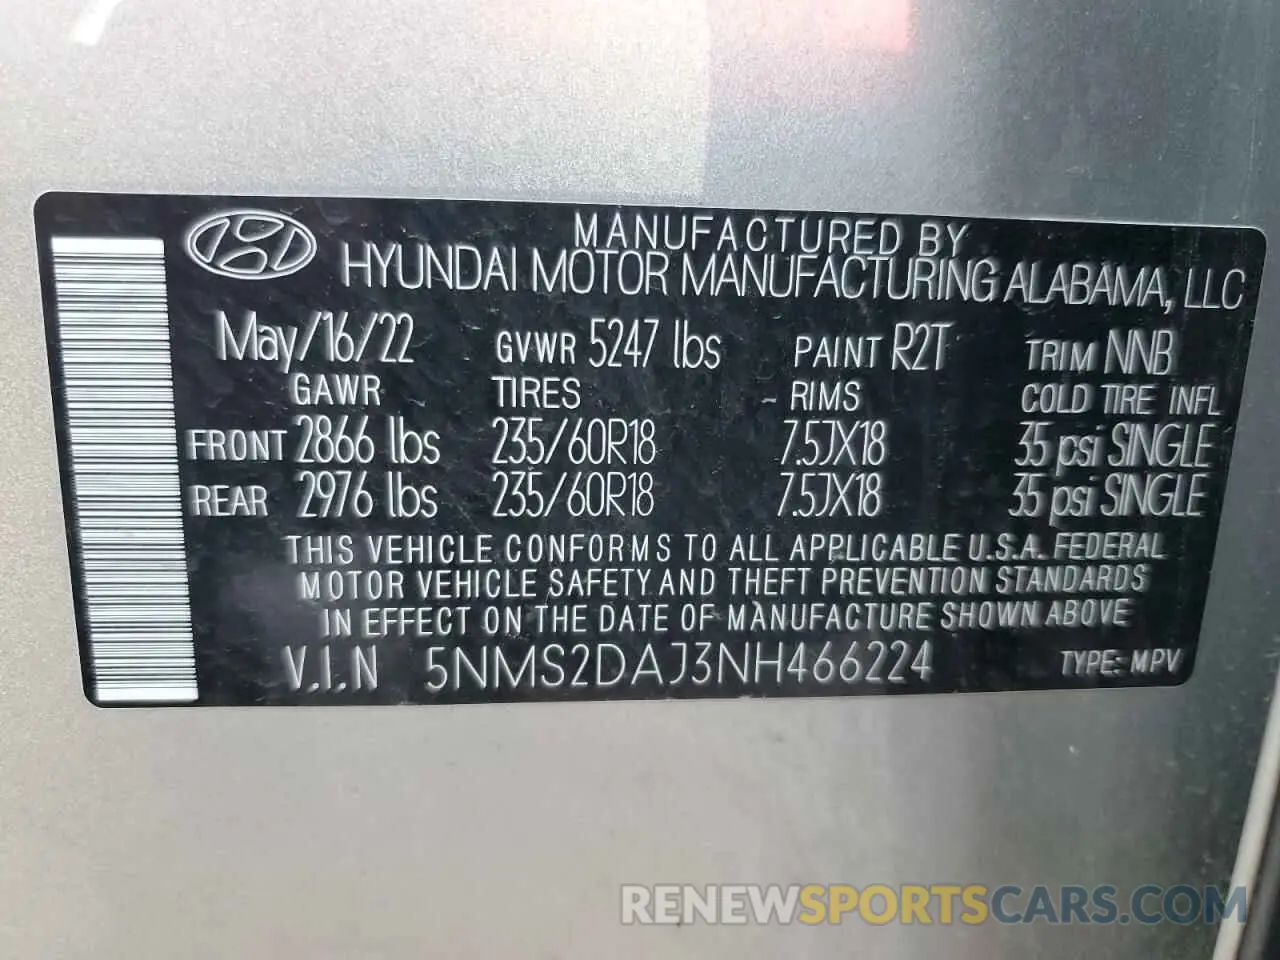 MANUFACTURED BY
HYUNDAI MOTOR MANUFACTURING ALABAMA, LLC
May/16/22 GVWR 5247 lbs PAINT R2T TRIM NNB
GAWR TIRES RIMS COLD TIRE INFL
FRONT 2866 lbs 235/60R18 7.5JX18 35 psi SINGLE
REAR 2976 lbs 235/60R18 7.5JX18 35 psi SINGLE
THIS VEHICLE CONFORMS TO ALL APPLICABLE U.S.A. FEDERAL
MOTOR VEHICLE SAFETY AND THEFT PREVENTION STANDARDS
IN EFFECT ON THE DATE OF MANUFACTURE SHOWN ABOVE
V.I.N 5NMS2DAJ3NH466224 TYPE: MPV
RENEWSPORTSCARS.COM